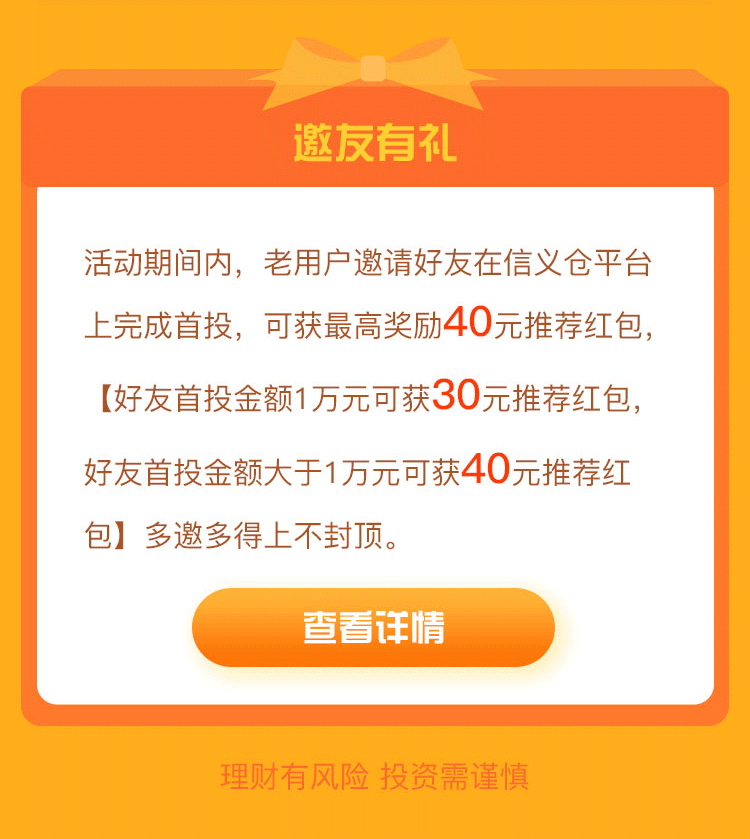 邀友有礼
活动期间内，老用户邀请好友在信义仓平台
上完成首投，可获最高奖励40元推荐红包，
【好友首投金额1万元可获30元推荐红包，
好友首投金额大于1万元可获40元推荐红
包】多邀多得上不封顶。
查看详情
理财有风险 投资需谨慎